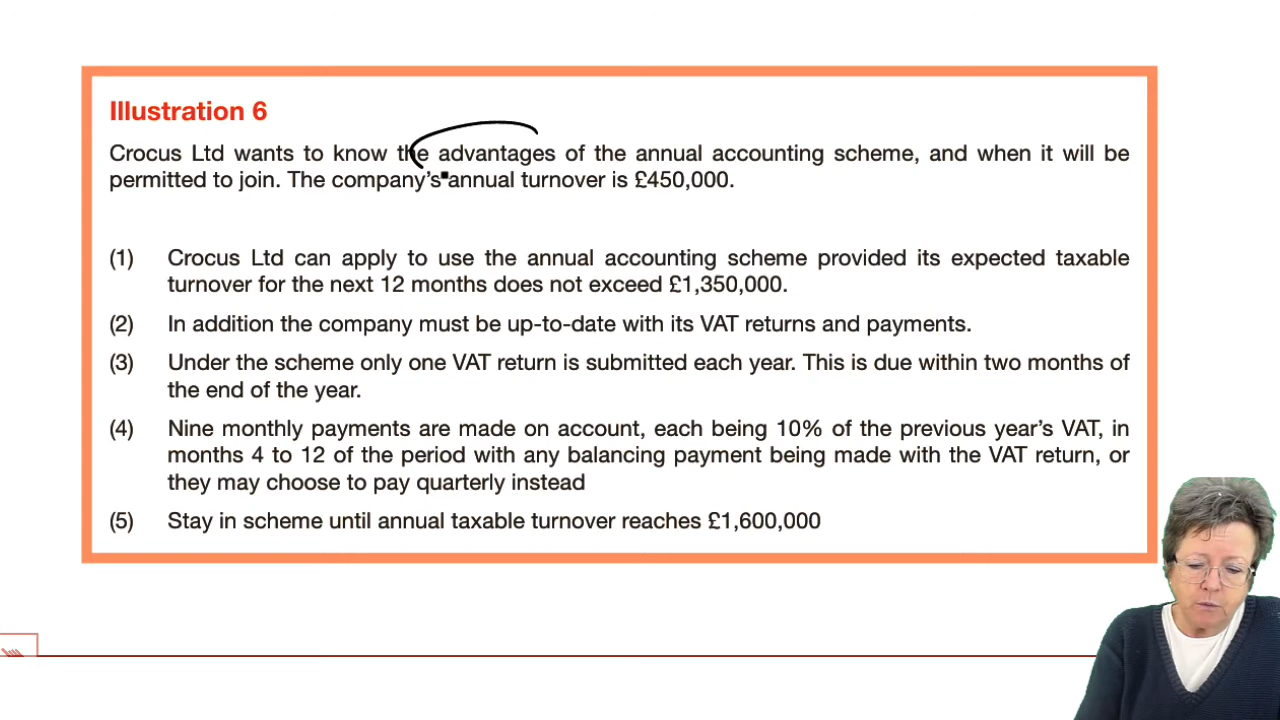 Illustration 6
Crocus Ltd wants to know the advantages of the annual accounting scheme, and when it will be
permitted to join. The company's annual turnover is £450,000.
(1) Crocus Ltd can apply to use the annual accounting scheme provided its expected taxable
turnover for the next 12 months does not exceed £1,350,000.
(2) In addition the company must be up-to-date with its VAT returns and payments.
(3) Under the scheme only one VAT return is submitted each year. This is due within two months of
the end of the year.
(4) Nine monthly payments are made on account, each being 10% of the previous year's VAT, in
months 4 to 12 of the period with any balancing payment being made with the VAT return, or
they may choose to pay quarterly instead
(5) Stay in scheme until annual taxable turnover reaches £1,600,000